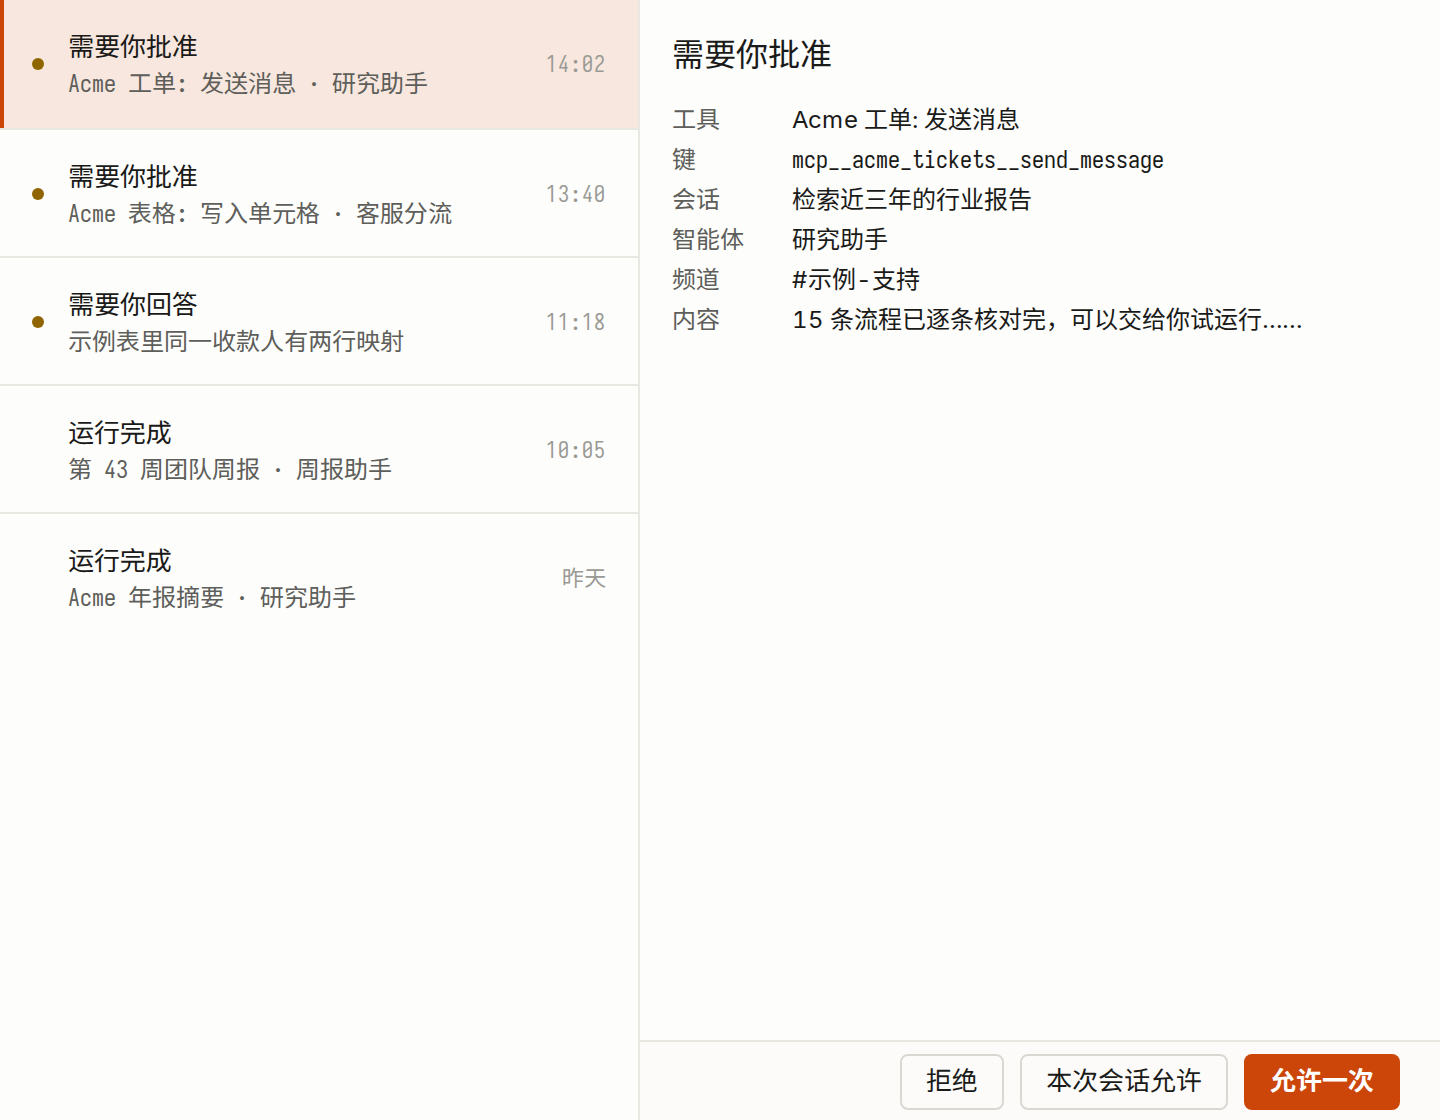 需要你批准
Acme 工单: 发送消息 · 研究助手
14:02
需要你批准
Acme 表格: 写入单元格 · 客服分流
13:40
需要你回答
示例表里同一收款人有两行映射
11:18
运行完成
第 43 周团队周报 · 周报助手
10:05
运行完成
Acme 年报摘要 · 研究助手
昨天
需要你批准
工具 Acme 工单: 发送消息
键 mcp__acme_tickets__send_message
会话 检索近三年的行业报告
智能体 研究助手
频道 #示例-支持
内容 15 条流程已逐条核对完，可以交给你试运行……
拒绝
本次会话允许
允许一次